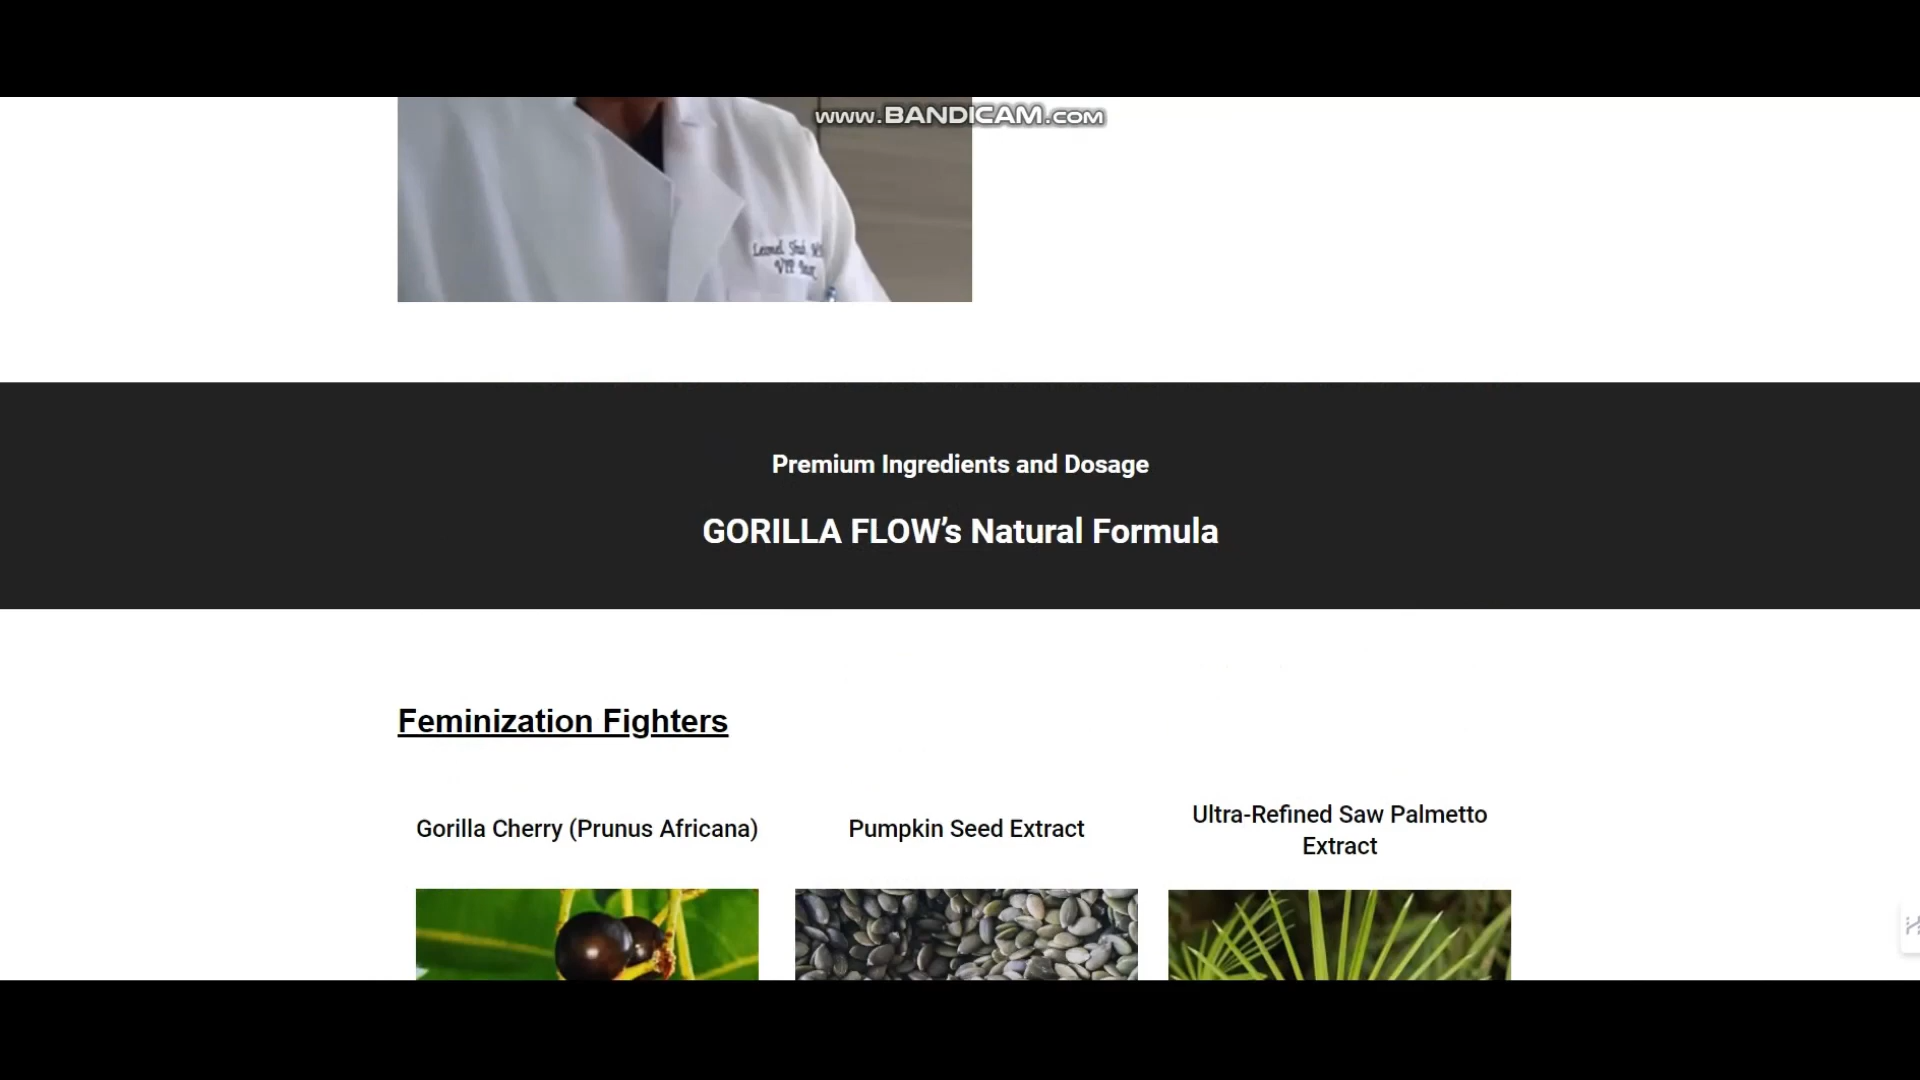 www.BANDICAM.com
Premium Ingredients and Dosage
GORILLA FLOW’s Natural Formula
Feminization Fighters
Gorilla Cherry (Prunus Africana)
Pumpkin Seed Extract
Ultra-Refined Saw Palmetto
Extract